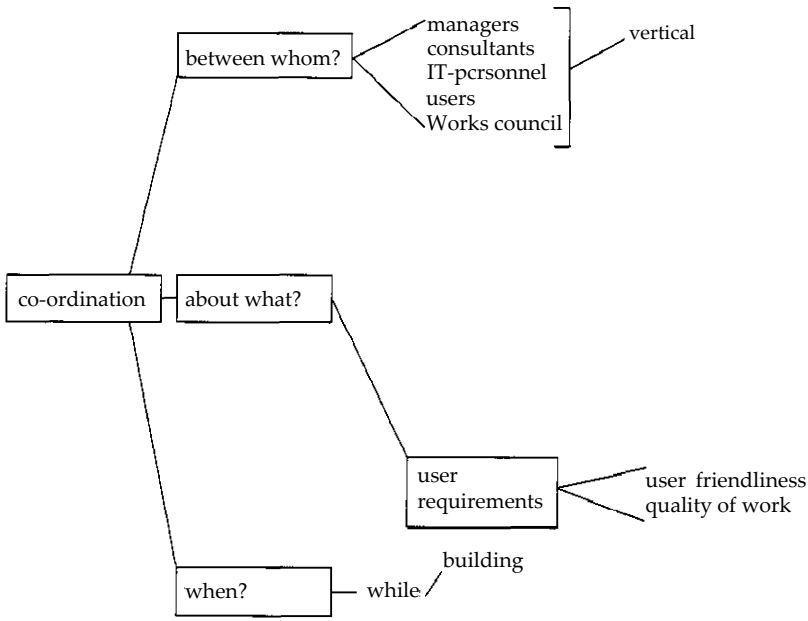 between whom?
managers
consultants
IT-pcrsonnel
users
Works council
vertical
co-ordination
about what?
user
requirements
user friendliness
quality of work
when?
while
building